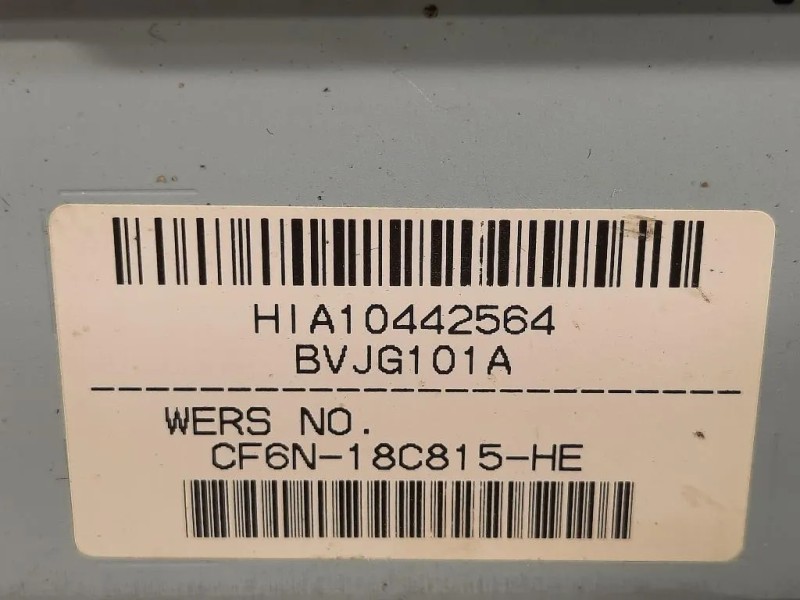 HIA10442564
BVJG101A
WERS NO.
CF6N-18C815-HE